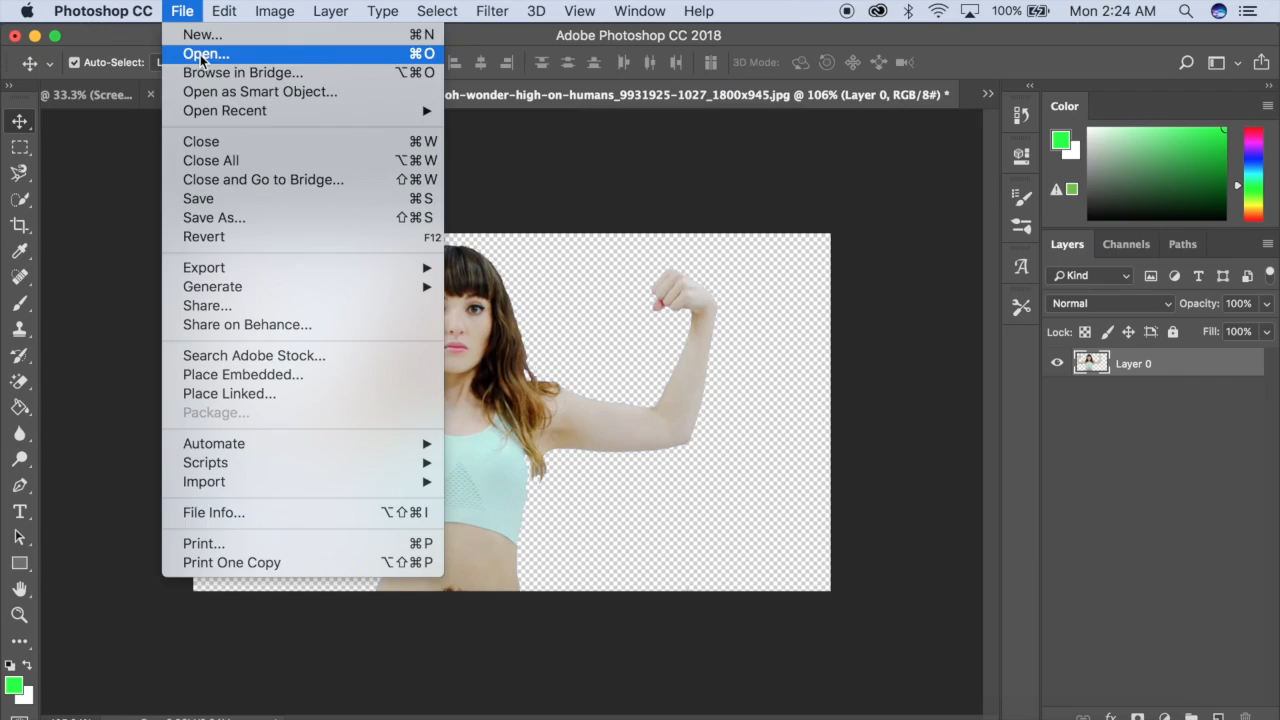 Photoshop CC File Edit Image Layer Type Select Filter 3D View Window Help 100% Mon 2:24 AM
Adobe Photoshop CC 2018
Auto-Select: 3D Mode:
@ 33.3% (Scree... oh-wonder-high-on-humans_9931925-1027_1800x945.jpg @ 106% (Layer 0, RGB/8#) *
New... ⌘N
Open... ⌘O
Browse in Bridge... ⌥⌘O
Open as Smart Object...
Open Recent
Close ⌘W
Close All ⌥⌘W
Close and Go to Bridge... ⇧⌘W
Save ⌘S
Save As... ⇧⌘S
Revert F12
Export
Generate
Share...
Share on Behance...
Search Adobe Stock...
Place Embedded...
Place Linked...
Package...
Automate
Scripts
Import
File Info... ⌥⇧⌘I
Print... ⌘P
Print One Copy ⌥⇧⌘P
Color
Layers Channels Paths
Kind
Normal Opacity: 100%
Lock: Fill: 100%
Layer 0